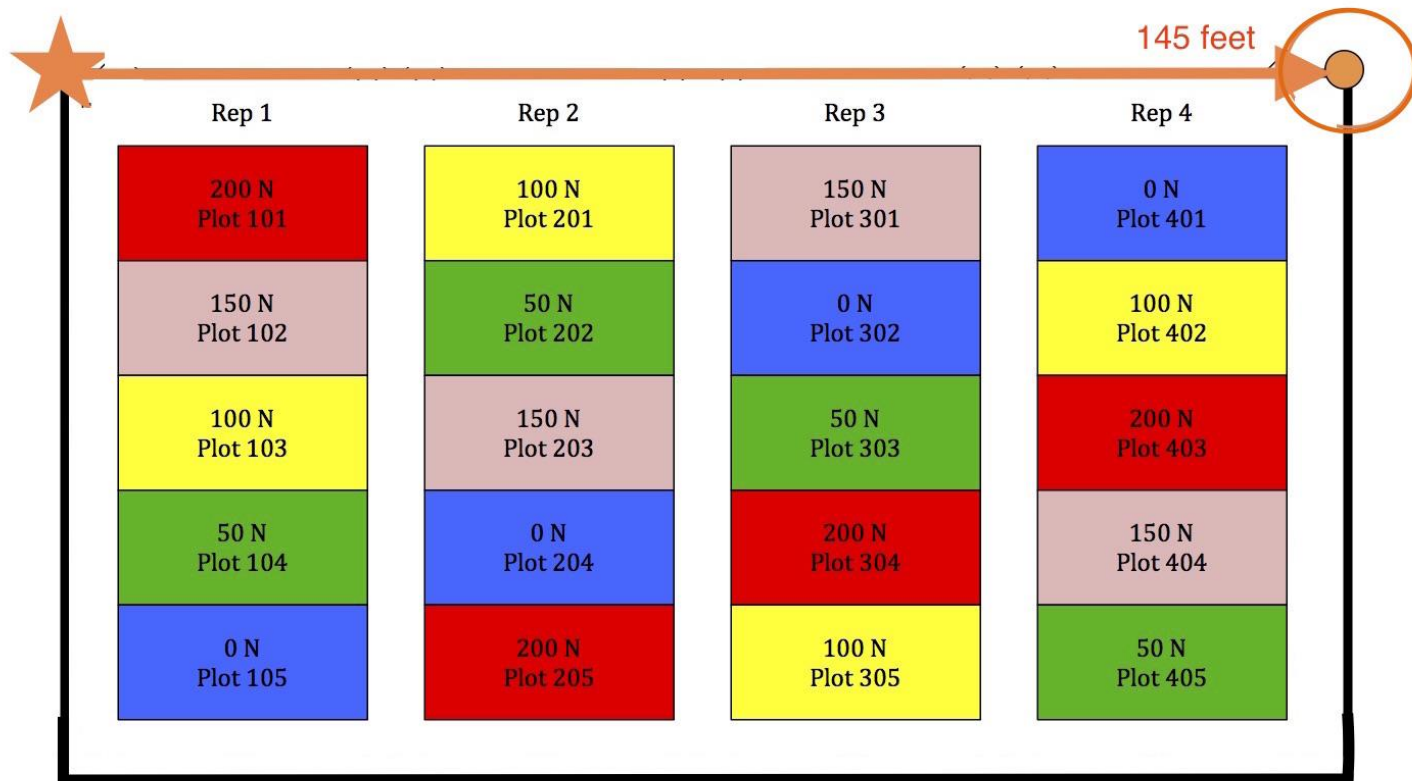 145 feet
Rep 1
Rep 2
Rep 3
Rep 4
200 N
Plot 101
100 N
Plot 201
150 N
Plot 301
0 N
Plot 401
150 N
Plot 102
50 N
Plot 202
0 N
Plot 302
100 N
Plot 402
100 N
Plot 103
150 N
Plot 203
50 N
Plot 303
200 N
Plot 403
50 N
Plot 104
0 N
Plot 204
200 N
Plot 304
150 N
Plot 404
0 N
Plot 105
200 N
Plot 205
100 N
Plot 305
50 N
Plot 405